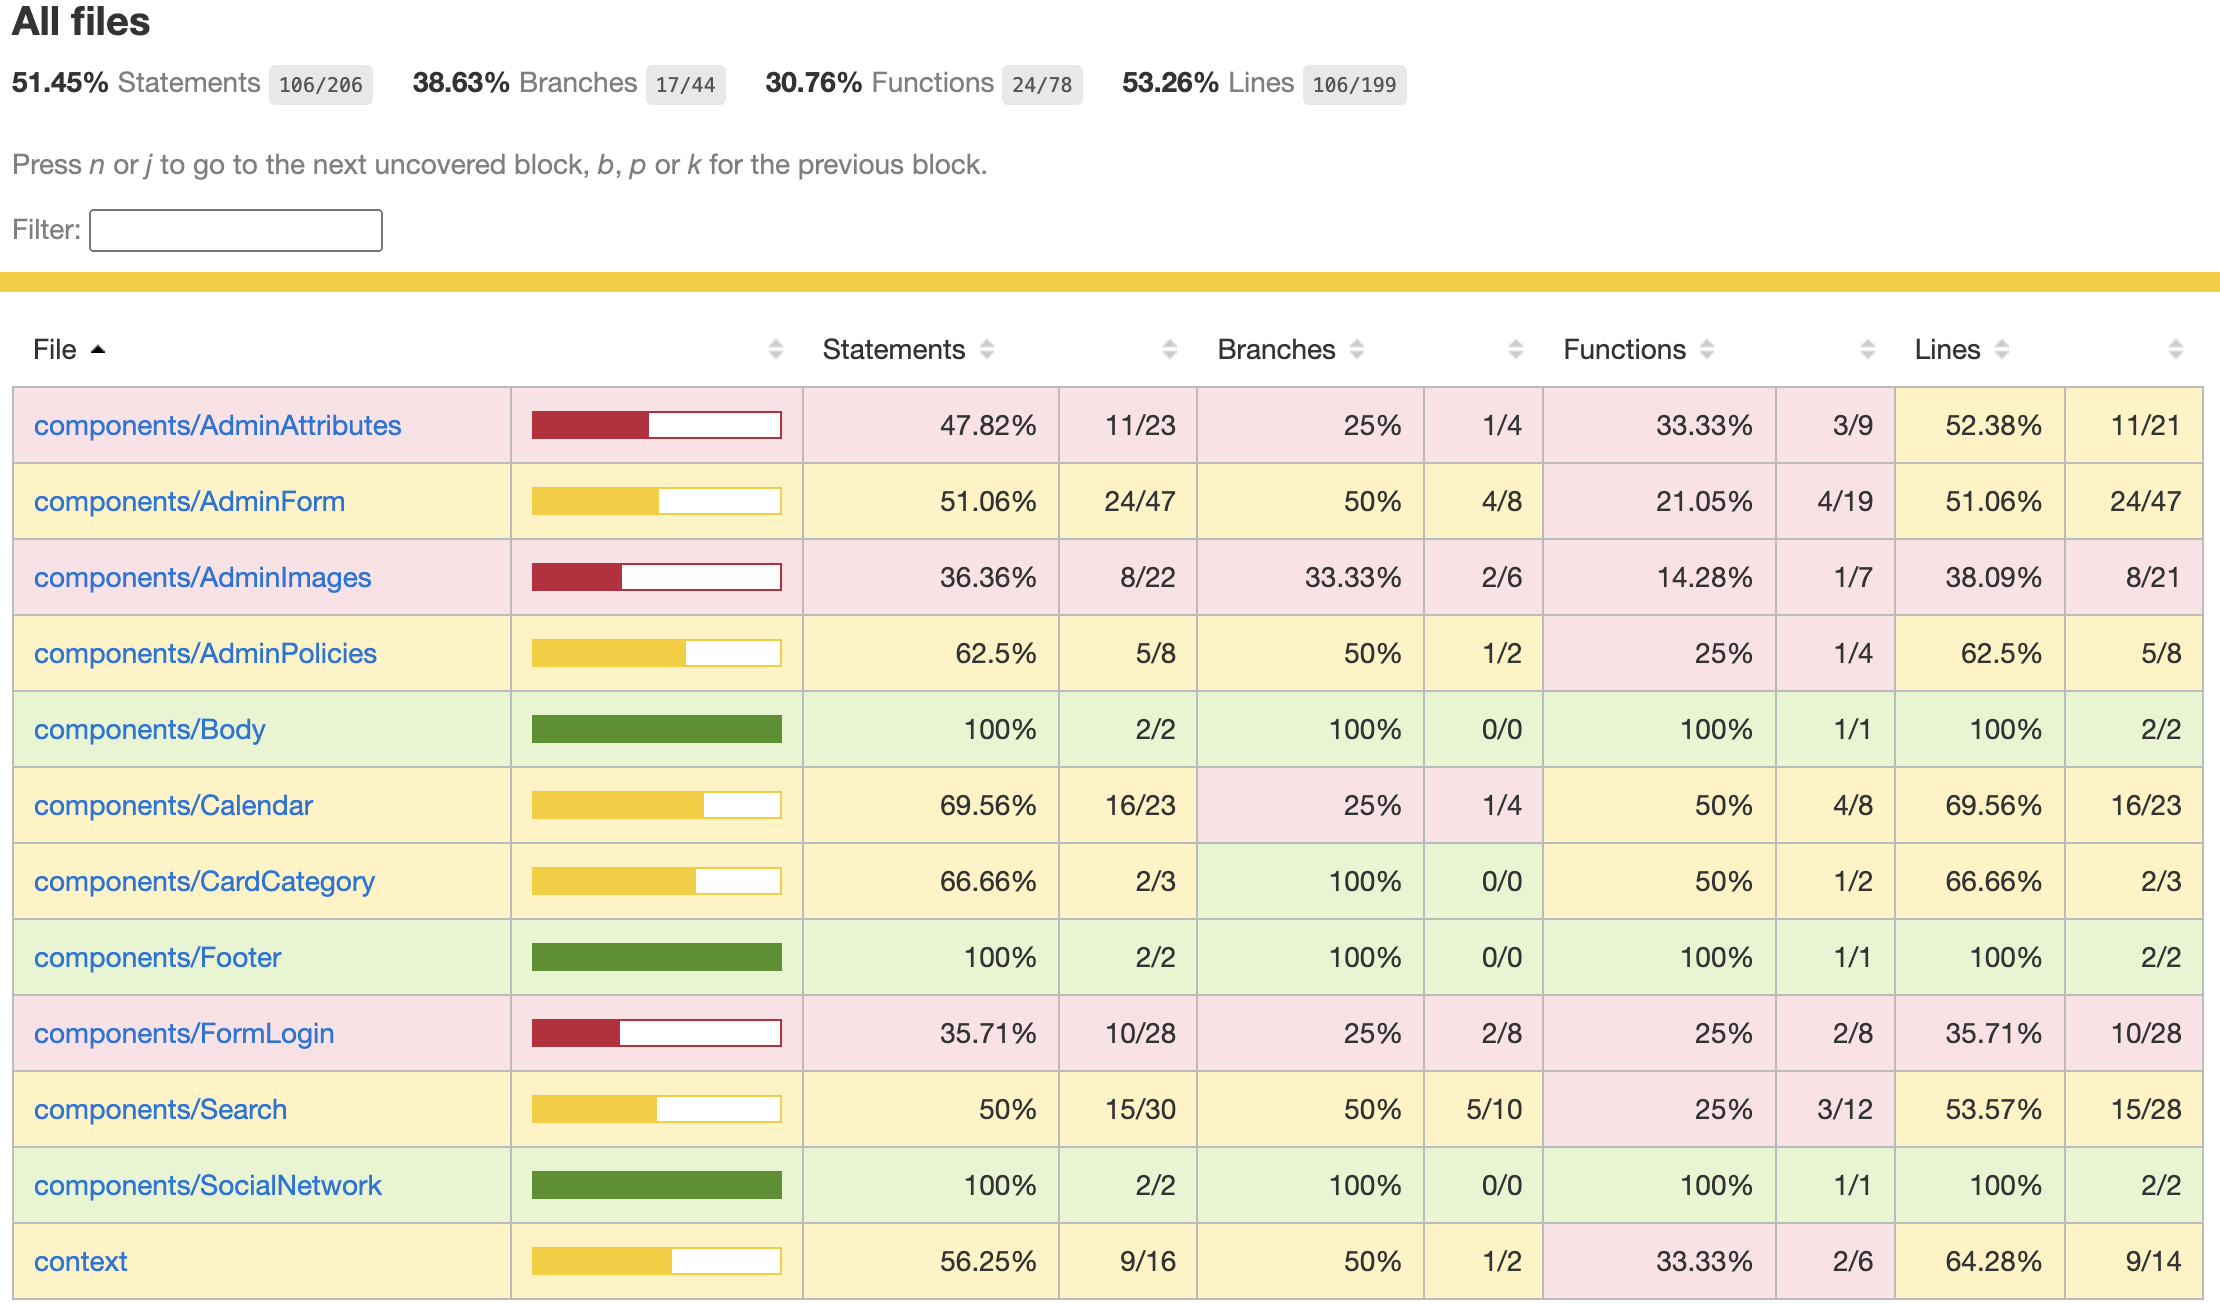 All files
51.45% Statements 106/206 38.63% Branches 17/44 30.76% Functions 24/78 53.26% Lines 106/199
Press n or j to go to the next uncovered block, b, p or k for the previous block.
Filter:
File Statements Branches Functions Lines
components/AdminAttributes 47.82% 11/23 25% 1/4 33.33% 3/9 52.38% 11/21
components/AdminForm 51.06% 24/47 50% 4/8 21.05% 4/19 51.06% 24/47
components/AdminImages 36.36% 8/22 33.33% 2/6 14.28% 1/7 38.09% 8/21
components/AdminPolicies 62.5% 5/8 50% 1/2 25% 1/4 62.5% 5/8
components/Body 100% 2/2 100% 0/0 100% 1/1 100% 2/2
components/Calendar 69.56% 16/23 25% 1/4 50% 4/8 69.56% 16/23
components/CardCategory 66.66% 2/3 100% 0/0 50% 1/2 66.66% 2/3
components/Footer 100% 2/2 100% 0/0 100% 1/1 100% 2/2
components/FormLogin 35.71% 10/28 25% 2/8 25% 2/8 35.71% 10/28
components/Search 50% 15/30 50% 5/10 25% 3/12 53.57% 15/28
components/SocialNetwork 100% 2/2 100% 0/0 100% 1/1 100% 2/2
context 56.25% 9/16 50% 1/2 33.33% 2/6 64.28% 9/14